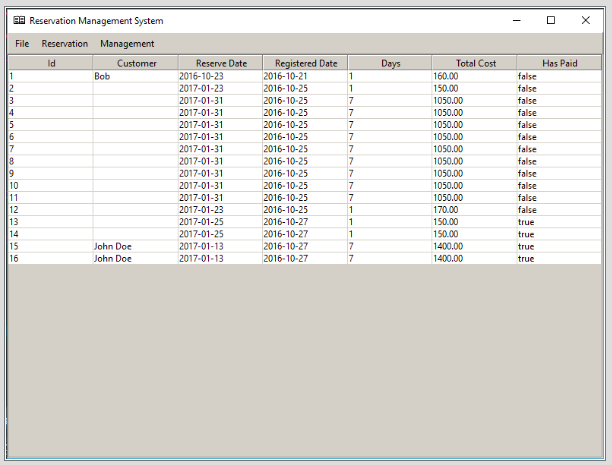 Reservation Management System
File Reservation Management
Id Customer Reserve Date Registered Date Days Total Cost Has Paid
1 Bob 2016-10-23 2016-10-21 1 160.00 false
2 2017-01-23 2016-10-25 1 150.00 false
3 2017-01-31 2016-10-25 7 1050.00 false
4 2017-01-31 2016-10-25 7 1050.00 false
5 2017-01-31 2016-10-25 7 1050.00 false
6 2017-01-31 2016-10-25 7 1050.00 false
7 2017-01-31 2016-10-25 7 1050.00 false
8 2017-01-31 2016-10-25 7 1050.00 false
9 2017-01-31 2016-10-25 7 1050.00 false
10 2017-01-31 2016-10-25 7 1050.00 false
11 2017-01-31 2016-10-25 7 1050.00 false
12 2017-01-23 2016-10-25 1 170.00 false
13 2017-01-25 2016-10-27 1 150.00 true
14 2017-01-25 2016-10-27 1 150.00 true
15 John Doe 2017-01-13 2016-10-27 7 1400.00 true
16 John Doe 2017-01-13 2016-10-27 7 1400.00 true